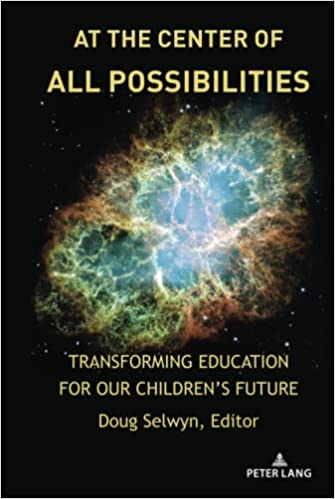 AT THE CENTER OF
ALL POSSIBILITIES
TRANSFORMING EDUCATION
FOR OUR CHILDREN'S FUTURE
Doug Selwyn, Editor
PETER LANG